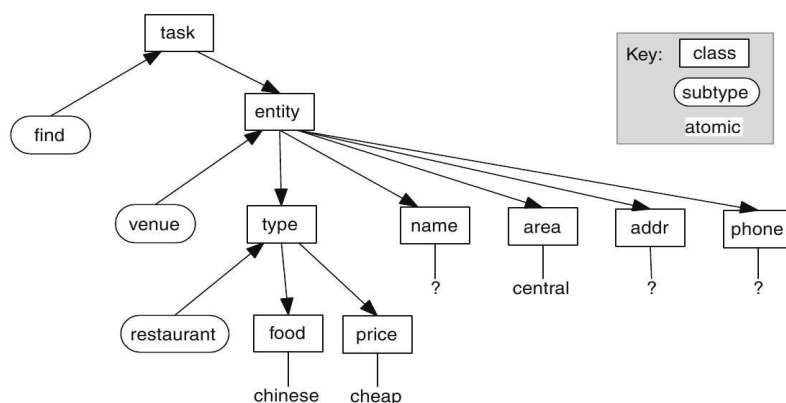 task
Key: class
subtype
atomic
entity
find
venue
type
name
area
addr
phone
?
central
?
?
restaurant
food
price
chinese
cheap